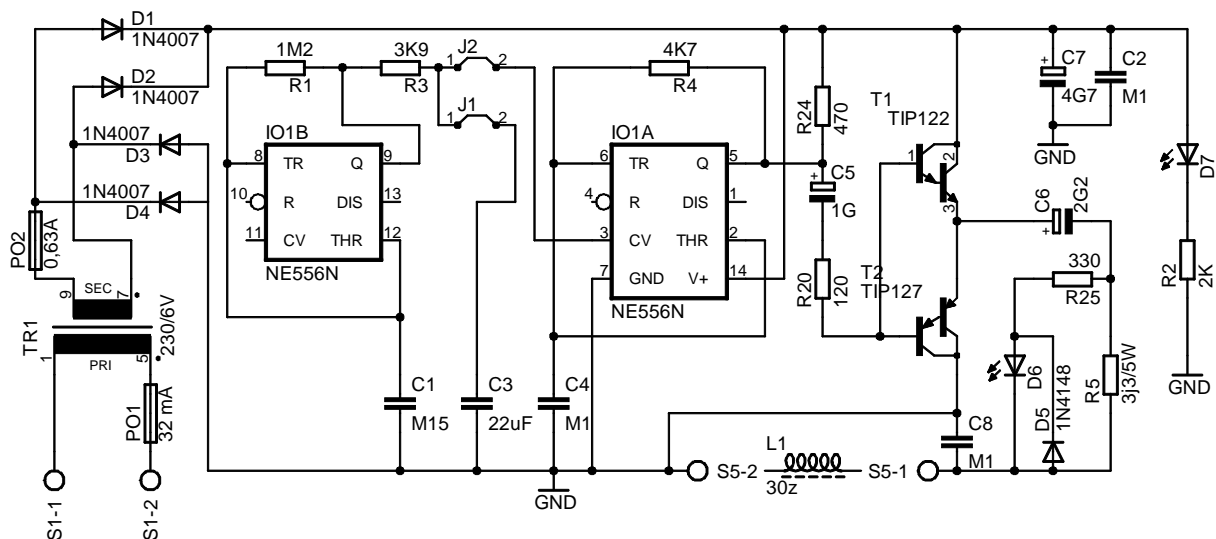 D1
1N4007
D2
1N4007
1N4007
D3
1N4007
D4
PO2
0,63A
9
SEC
7
TR1
230/6V
1
PRI
5
PO1
32 mA
S1-1
S1-2
1M2
R1
3K9
R3
J2
1
2
J1
1
2
IO1B
8
TR
Q
9
10
R
DIS
13
11
CV
THR
12
NE556N
C1
M15
C3
22uF
4K7
R4
IO1A
6
TR
Q
5
4
R
DIS
1
3
CV
THR
2
7
GND
V+
14
NE556N
C4
M1
GND
R24
470
+
C5
1G
R20
120
T1
TIP122
1
2
3
T2
TIP127
+
C7
4G7
C2
M1
GND
C6
2G2
+
330
R25
D6
D5
1N4148
R5
3j3/5W
D7
R2
2K
GND
C8
M1
S5-2
L1
30z
S5-1